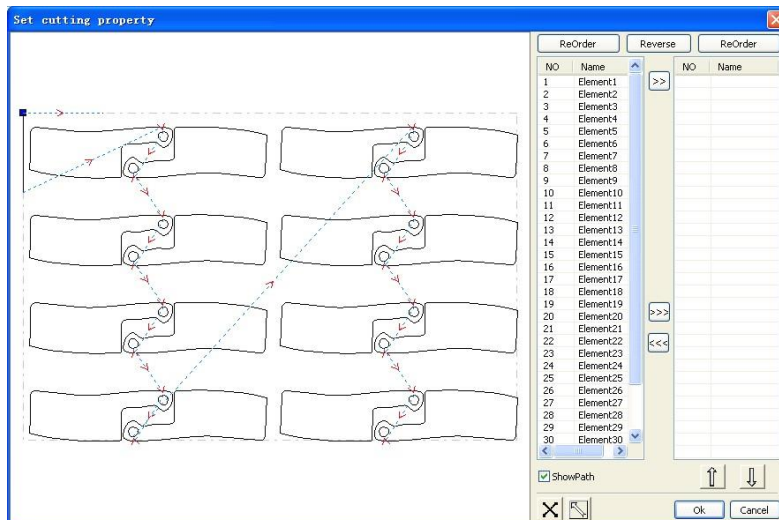 Set cutting property
ReOrder Reverse ReOrder
NO Name NO Name
1 Element1
2 Element2
3 Element3
4 Element4
5 Element5
6 Element6
7 Element7
8 Element8
9 Element9
10 Element10
11 Element11
12 Element12
13 Element13
14 Element14
15 Element15
16 Element16
17 Element17
18 Element18
19 Element19
20 Element20
21 Element21
22 Element22
23 Element23
24 Element24
25 Element25
26 Element26
27 Element27
28 Element28
29 Element29
30 Element30
>>
>>>
<<<
ShowPath
Ok Cancel